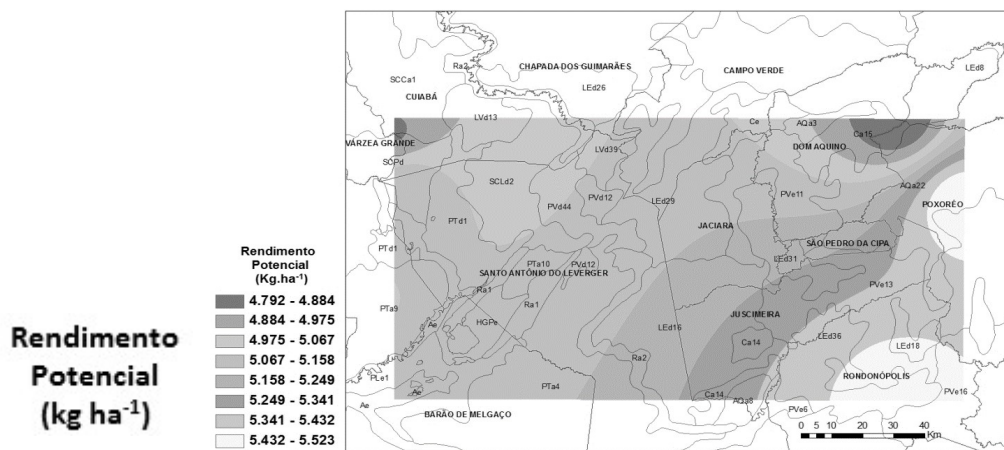 Rendimento
Potencial
(kg ha⁻¹)
Rendimento
Potencial
(Kg.ha⁻¹)
4.792 - 4.884
4.884 - 4.975
4.975 - 5.067
5.067 - 5.158
5.158 - 5.249
5.249 - 5.341
5.341 - 5.432
5.432 - 5.523
Ra2
CHAPADA DOS GUIMARÃES
CAMPO VERDE
LEd8
SCCa1
LEd26
CUIABÁ
LVd13
Ce
AQa3
Ca15
VÁRZEA GRANDE
DOM AQUINO
SCPd
LVd39
SCLd2
AQa22
PVd44
PVd12
LEd29
PVe11
POXORÉO
PTd1
JACIARA
PTd1
SÃO PEDRO DA CIPA
PTa10
PVd12
LEd31
SANTO ANTÔNIO DO LEVERGER
Ra1
PVe13
PTa9
Ra1
JUSCIMEIRA
Ae
HGPe
LEd16
LEd36
Ca14
LEd18
Ra2
PLe1
RONDONÓPOLIS
Ae
PTa4
Ca14
PVe16
Ae
BARÃO DE MELGAÇO
AQa8
PVe6
0 5 10 20 30 40
Km